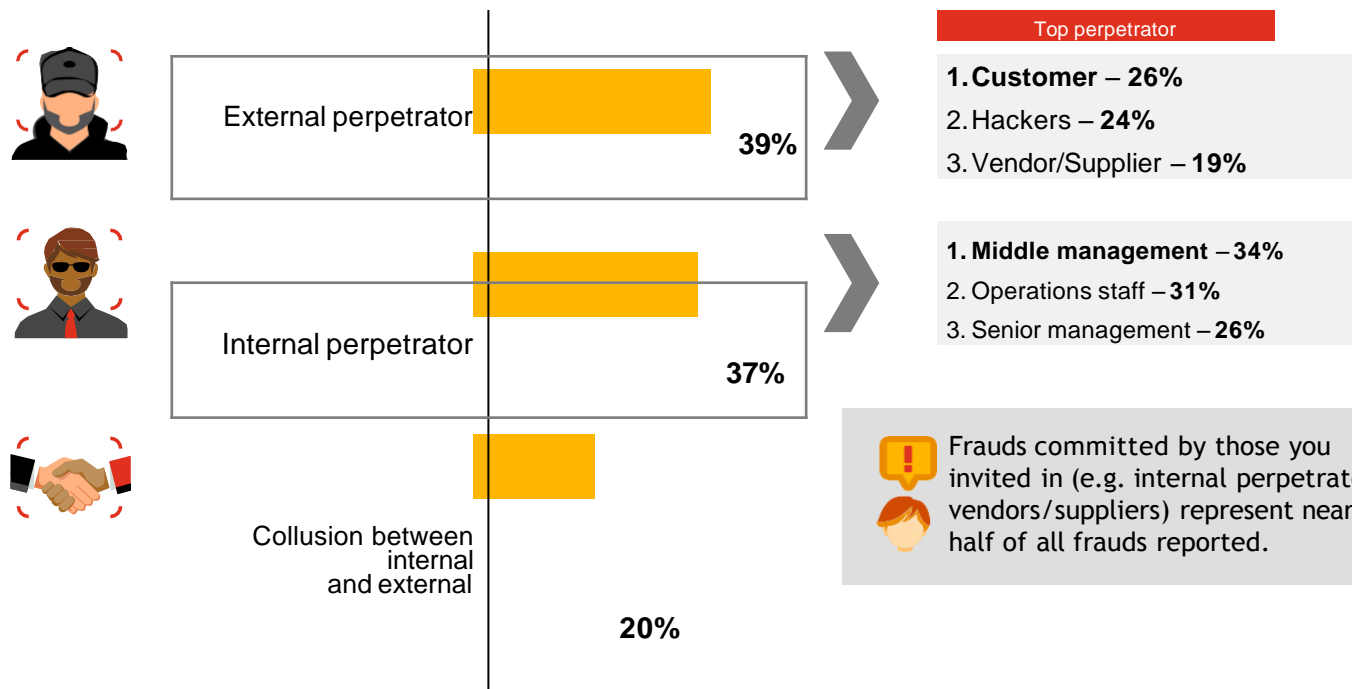 Top perpetrator
External perpetrator
39%
1. Customer – 26%
2. Hackers – 24%
3. Vendor/Supplier – 19%
Internal perpetrator
37%
1. Middle management – 34%
2. Operations staff – 31%
3. Senior management – 26%
Collusion between
internal
and external
20%
Frauds committed by those you
invited in (e.g. internal
vendors/suppliers) represent
half of all frauds reported.